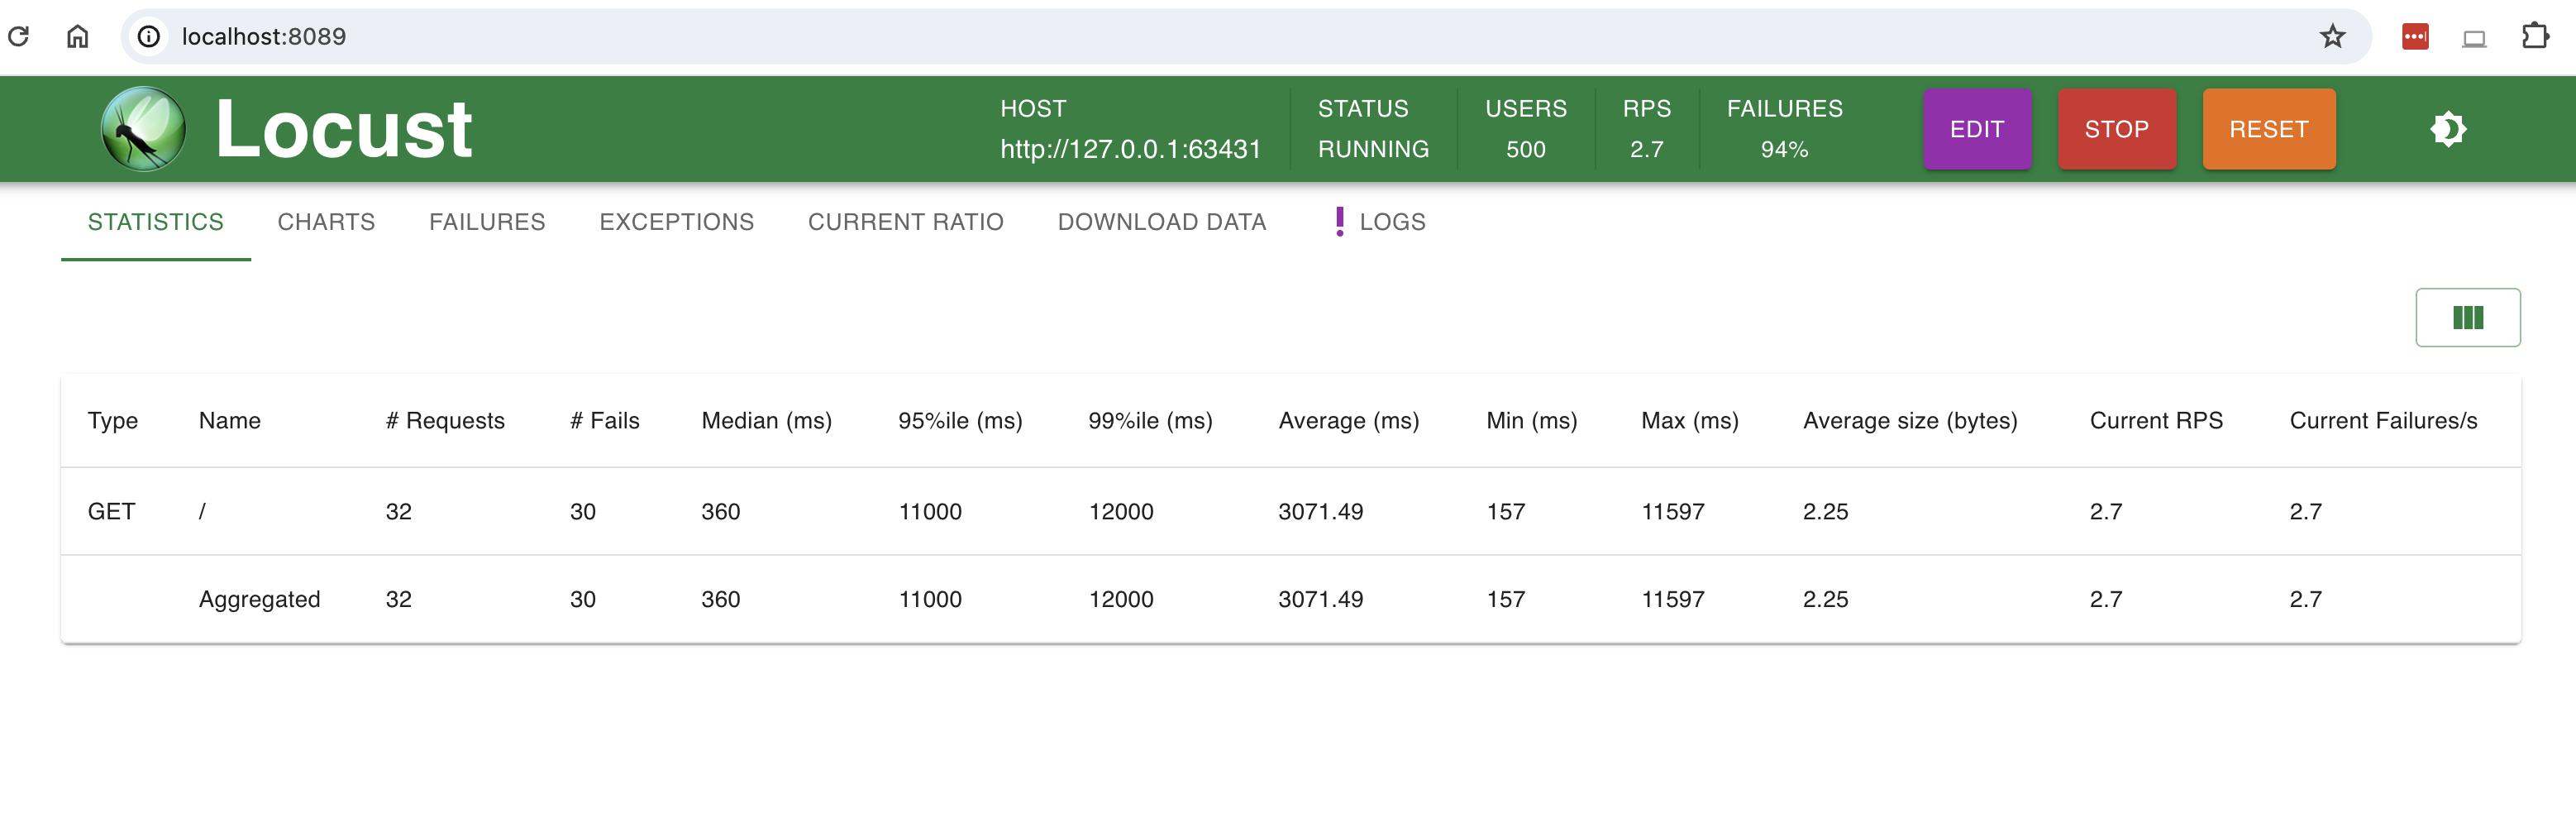 localhost:8089
Locust
HOST
http://127.0.0.1:63431
STATUS
RUNNING
USERS
500
RPS
2.7
FAILURES
94%
EDIT
STOP
RESET
STATISTICS CHARTS FAILURES EXCEPTIONS CURRENT RATIO DOWNLOAD DATA LOGS
Type Name # Requests # Fails Median (ms) 95%ile (ms) 99%ile (ms) Average (ms) Min (ms) Max (ms) Average size (bytes) Current RPS Current Failures/s
GET / 32 30 360 11000 12000 3071.49 157 11597 2.25 2.7 2.7
Aggregated 32 30 360 11000 12000 3071.49 157 11597 2.25 2.7 2.7